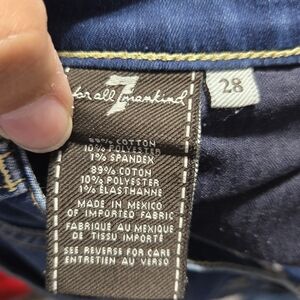 7
for all mankind
28
89% COTTON
10% POLYESTER
1% SPANDEX
89% COTON
10% POLYESTER
1% ÉLASTHANNE
MADE IN MEXICO
OF IMPORTED FABRIC
FABRIQUÉ AU MEXIQUE
DE TISSU IMPORTÉ
SEE REVERSE FOR CARE
ENTRETIEN AU VERSO